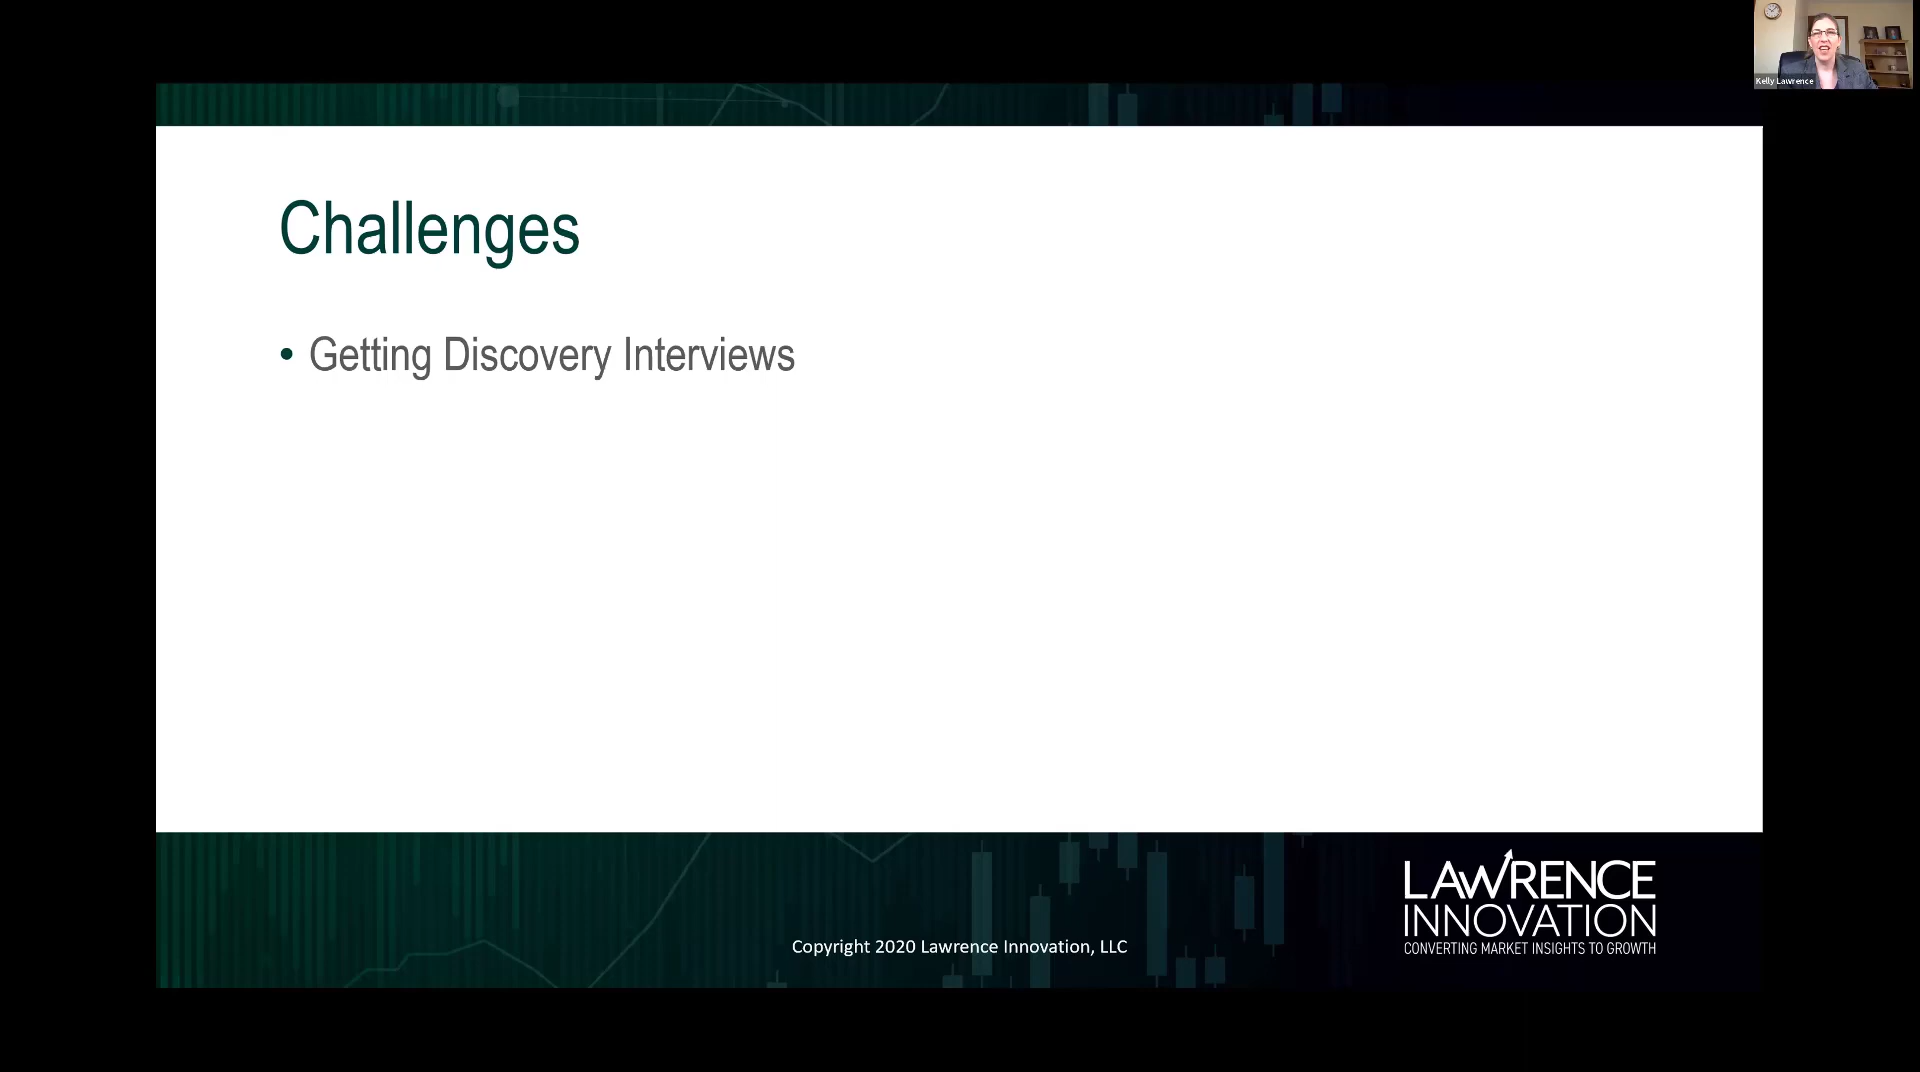 Kelly Lawrence
Challenges
• Getting Discovery Interviews
Copyright 2020 Lawrence Innovation, LLC
LAWRENCE
INNOVATION
CONVERTING MARKET INSIGHTS TO GROWTH